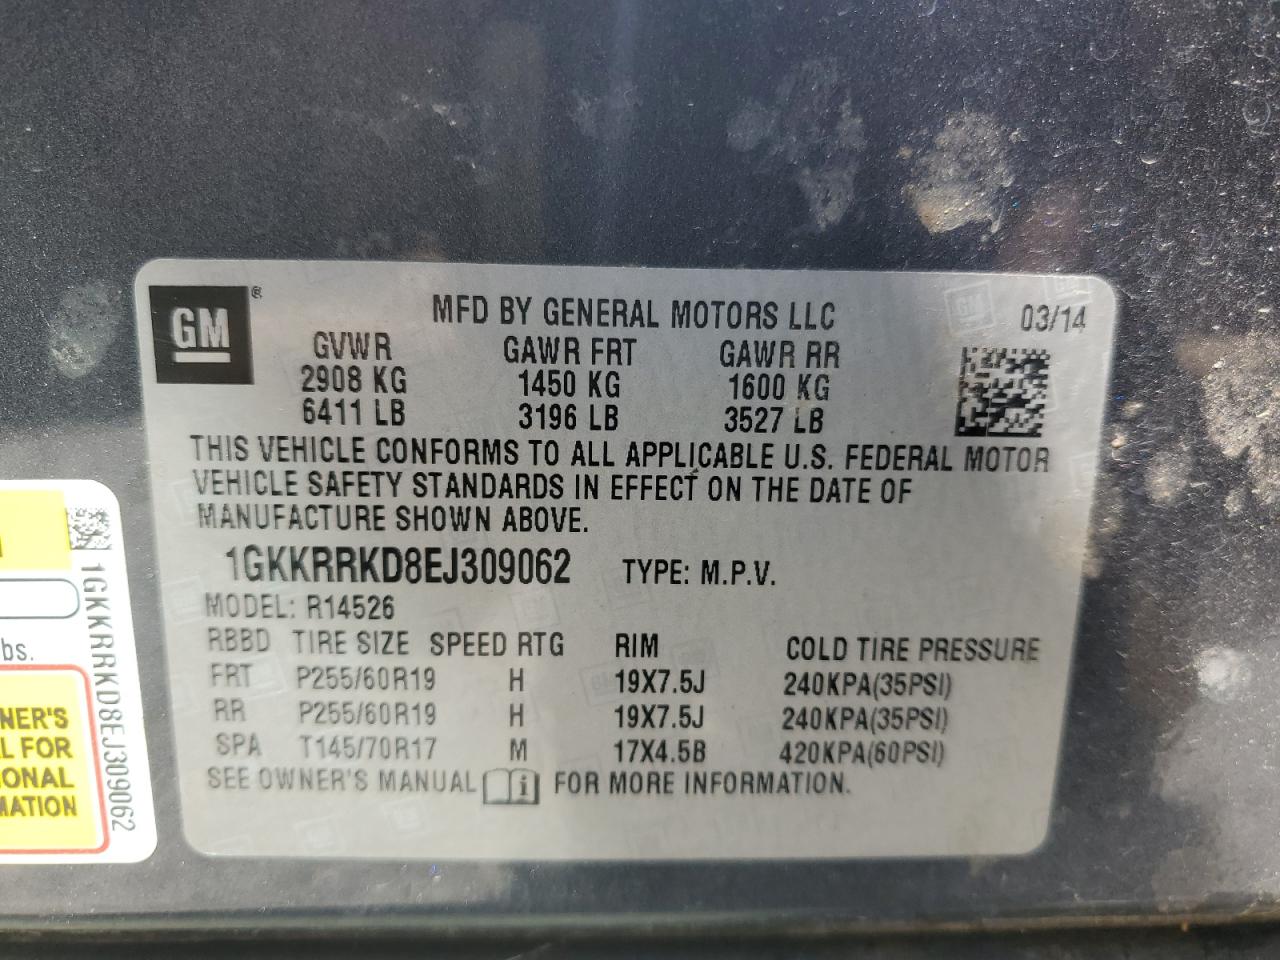 GM ®
MFD BY GENERAL MOTORS LLC 03/14
GVWR GAWR FRT GAWR RR
2908 KG 1450 KG 1600 KG
6411 LB 3196 LB 3527 LB
THIS VEHICLE CONFORMS TO ALL APPLICABLE U.S. FEDERAL MOTOR
VEHICLE SAFETY STANDARDS IN EFFECT ON THE DATE OF
MANUFACTURE SHOWN ABOVE.
1GKKRRKD8EJ309062 TYPE: M.P.V.
MODEL: R14526
RBBD TIRE SIZE SPEED RTG RIM COLD TIRE PRESSURE
FRT P255/60R19 H 19X7.5J 240KPA(35PSI)
RR P255/60R19 H 19X7.5J 240KPA(35PSI)
SPA T145/70R17 M 17X4.5B 420KPA(60PSI)
SEE OWNER'S MANUAL i FOR MORE INFORMATION.
bs.
NER'S
L FOR
IONAL
MATION
1GKKRRKD8EJ309062